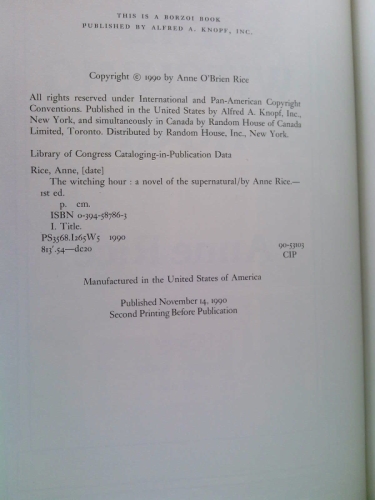 THIS IS A BORZOI BOOK
PUBLISHED BY ALFRED A. KNOPF, INC.
Copyright © 1990 by Anne O'Brien Rice
All rights reserved under International and Pan-American Copyright
Conventions. Published in the United States by Alfred A. Knopf, Inc.,
New York, and simultaneously in Canada by Random House of Canada
Limited, Toronto. Distributed by Random House, Inc., New York.
Library of Congress Cataloging-in-Publication Data
Rice, Anne, [date]
The witching hour : a novel of the supernatural/by Anne Rice.—
1st ed.
p. cm.
ISBN 0-394-58786-3
I. Title.
PS3568.I265W5 1990
813'.54—dc20 90-53103
CIP
Manufactured in the United States of America
Published November 14, 1990
Second Printing Before Publication